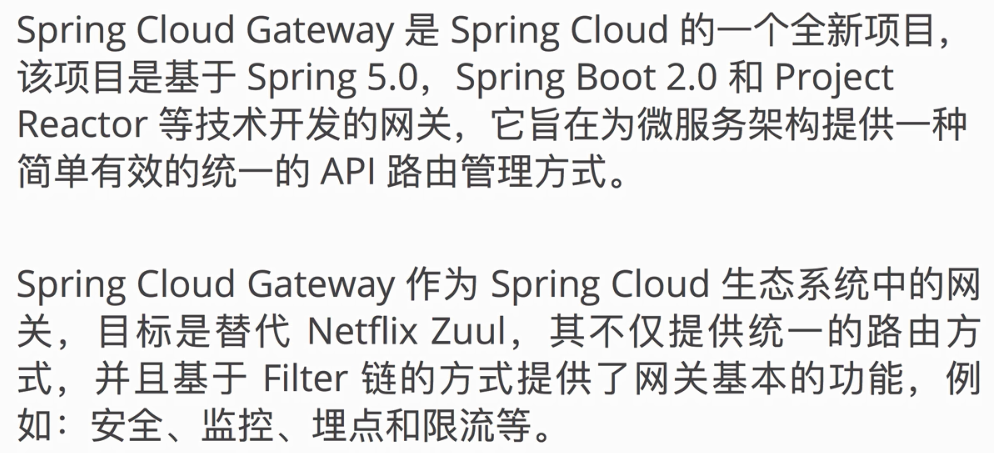 Spring Cloud Gateway 是 Spring Cloud 的一个全新项目，
该项目是基于 Spring 5.0，Spring Boot 2.0 和 Project
Reactor 等技术开发的网关，它旨在为微服务架构提供一种
简单有效的统一的 API 路由管理方式。
Spring Cloud Gateway 作为 Spring Cloud 生态系统中的网
关，目标是替代 Netflix Zuul，其不仅提供统一的路由方
式，并且基于 Filter 链的方式提供了网关基本的功能，例
如：安全、监控、埋点和限流等。